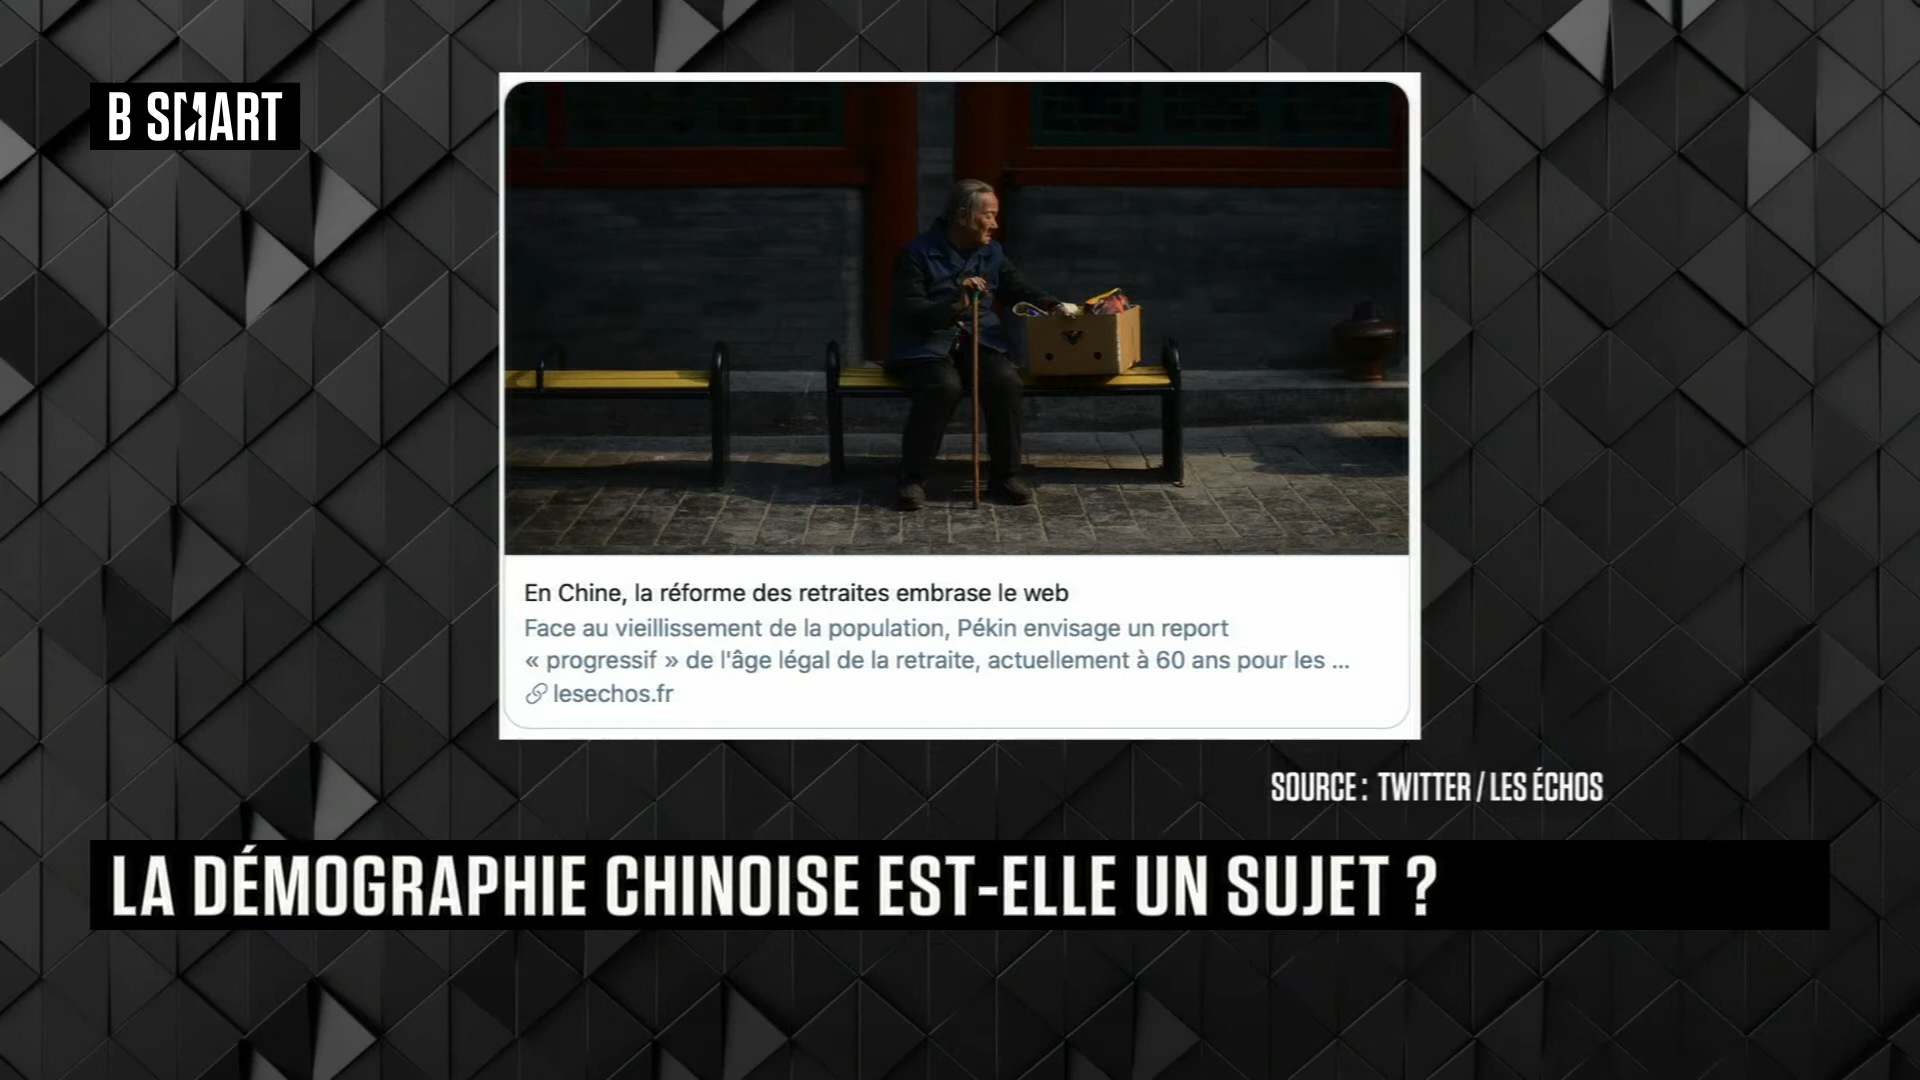 B SMART
En Chine, la réforme des retraites embrase le web
Face au vieillissement de la population, Pékin envisage un report
« progressif » de l'âge légal de la retraite, actuellement à 60 ans pour les ...
lesechos.fr
SOURCE : TWITTER / LES ÉCHOS
LA DÉMOGRAPHIE CHINOISE EST-ELLE UN SUJET ?